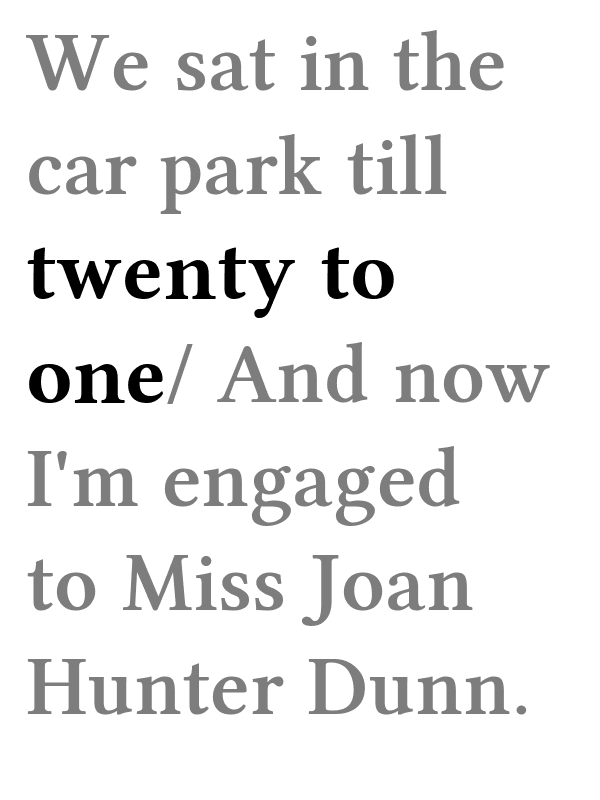 We sat in the
car park till
twenty to
one/ And now
I'm engaged
to Miss Joan
Hunter Dunn.